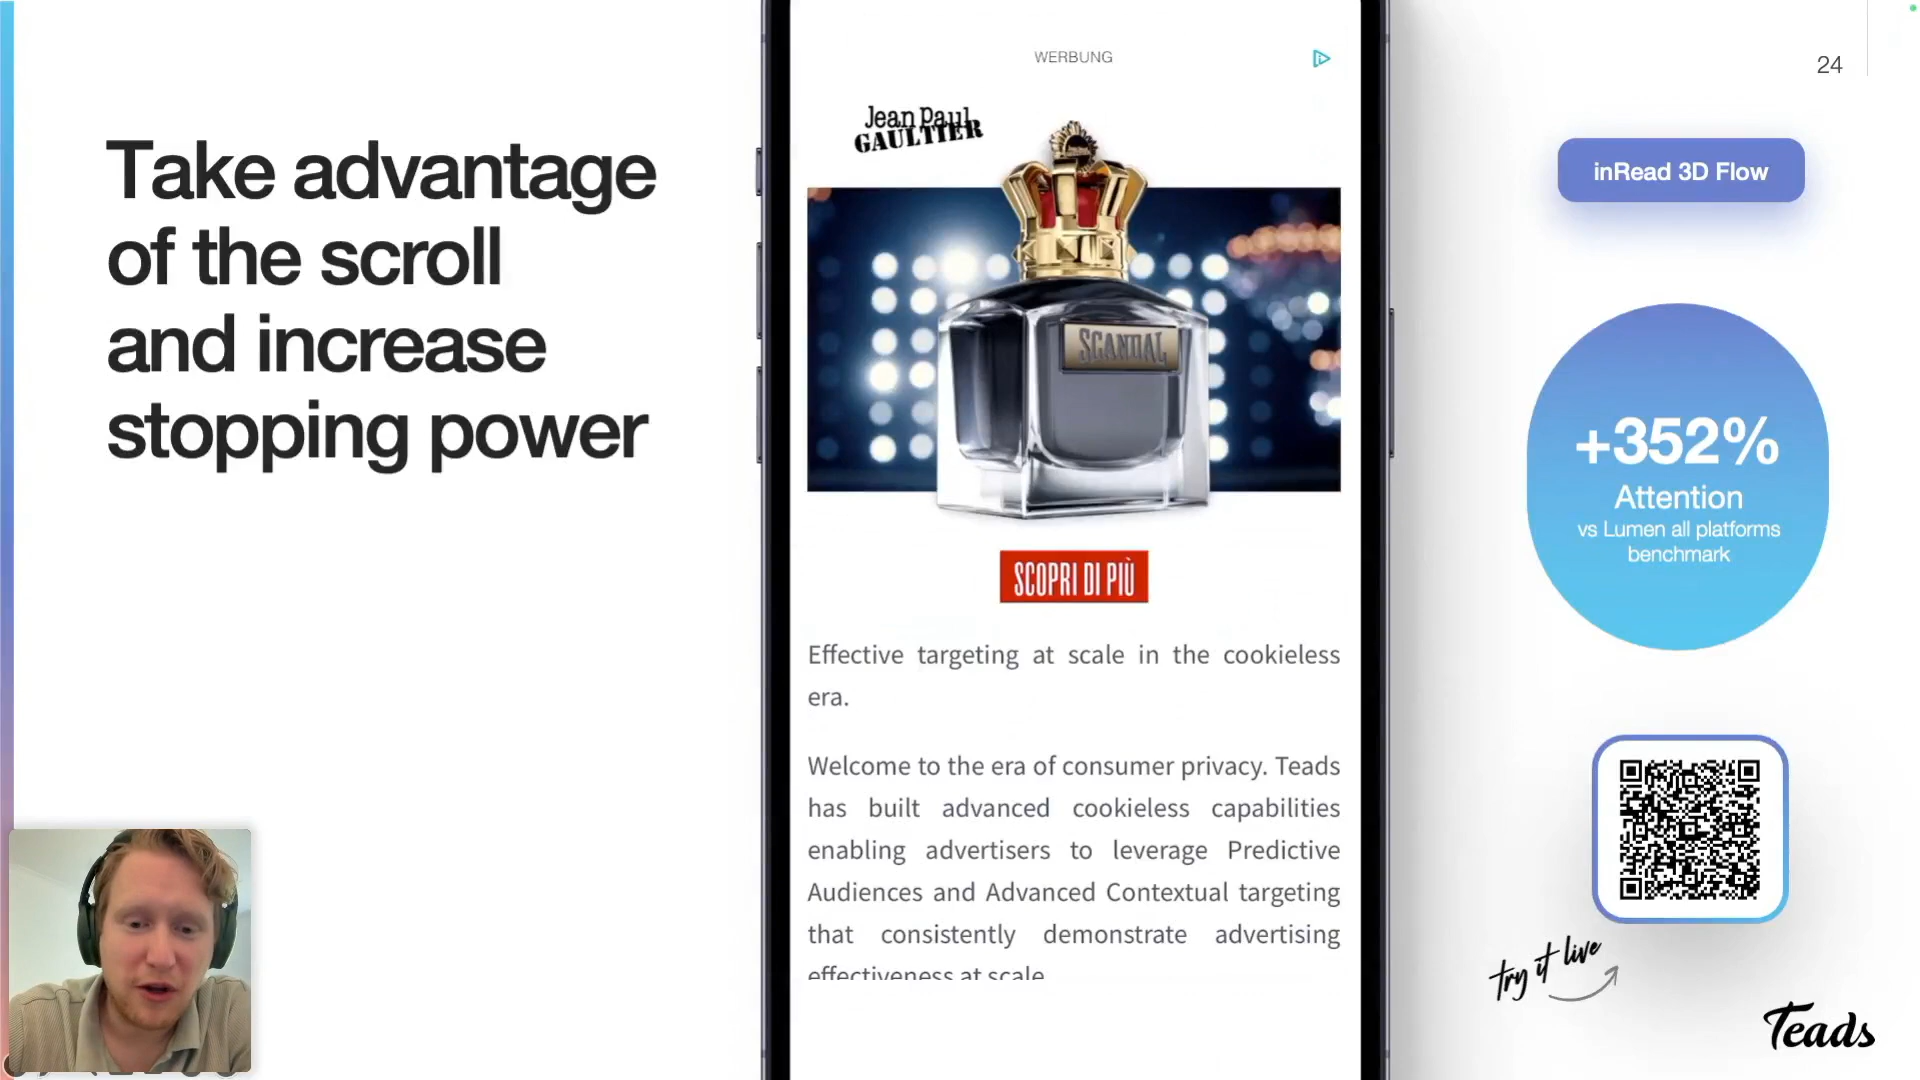 Take advantage
of the scroll
and increase
stopping power
WERBUNG
Jean Paul
GAULTIER
SCANDAL
SCOPRI DI PIÙ
Effective targeting at scale in the cookieless
era.
Welcome to the era of consumer privacy. Teads
has built advanced cookieless capabilities
enabling advertisers to leverage Predictive
Audiences and Advanced Contextual targeting
that consistently demonstrate advertising
effectiveness at scale
24
inRead 3D Flow
+352%
Attention
vs Lumen all platforms
benchmark
try it live
Teads